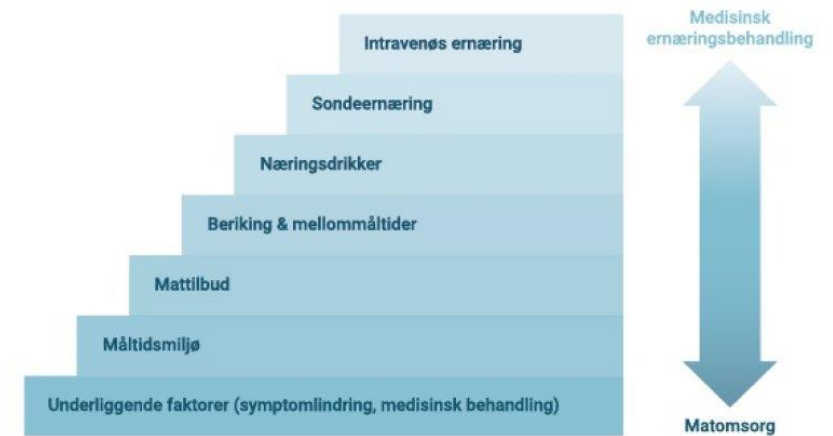 Intravenøs ernæring
Sondeernæring
Næringsdrikker
Beriking & mellommåltider
Mattilbud
Måltidsmiljø
Underliggende faktorer (symptomlindring, medisinsk behandling)
Medisinsk
ernæringsbehandling
Matomsorg